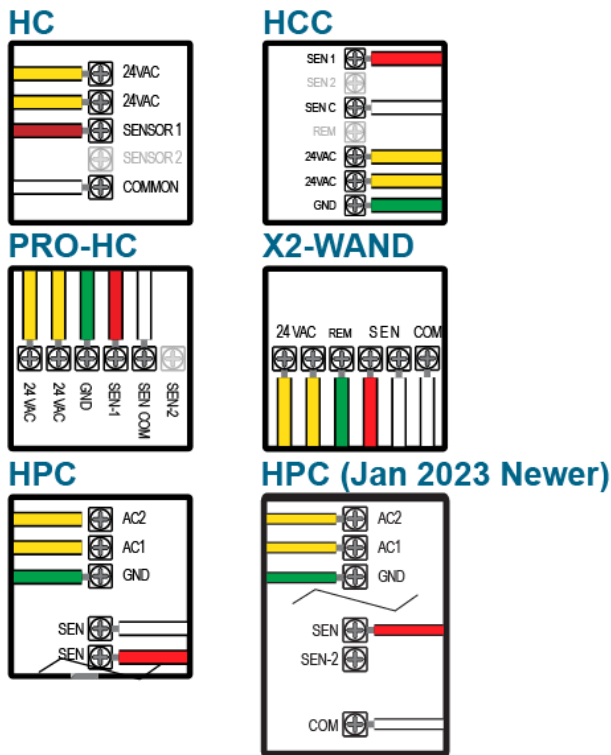 HC
24VAC
24VAC
SENSOR 1
SENSOR 2
COMMON
HCC
SEN 1
SEN 2
SEN C
REM
24VAC
24VAC
GND
PRO-HC
24 VAC
24 VAC
GND
SEN-1
SEN COM
SEN-2
X2-WAND
24 VAC REM SEN COM
HPC
AC2
AC1
GND
SEN
SEN
HPC (Jan 2023 Newer)
AC2
AC1
GND
SEN
SEN-2
COM